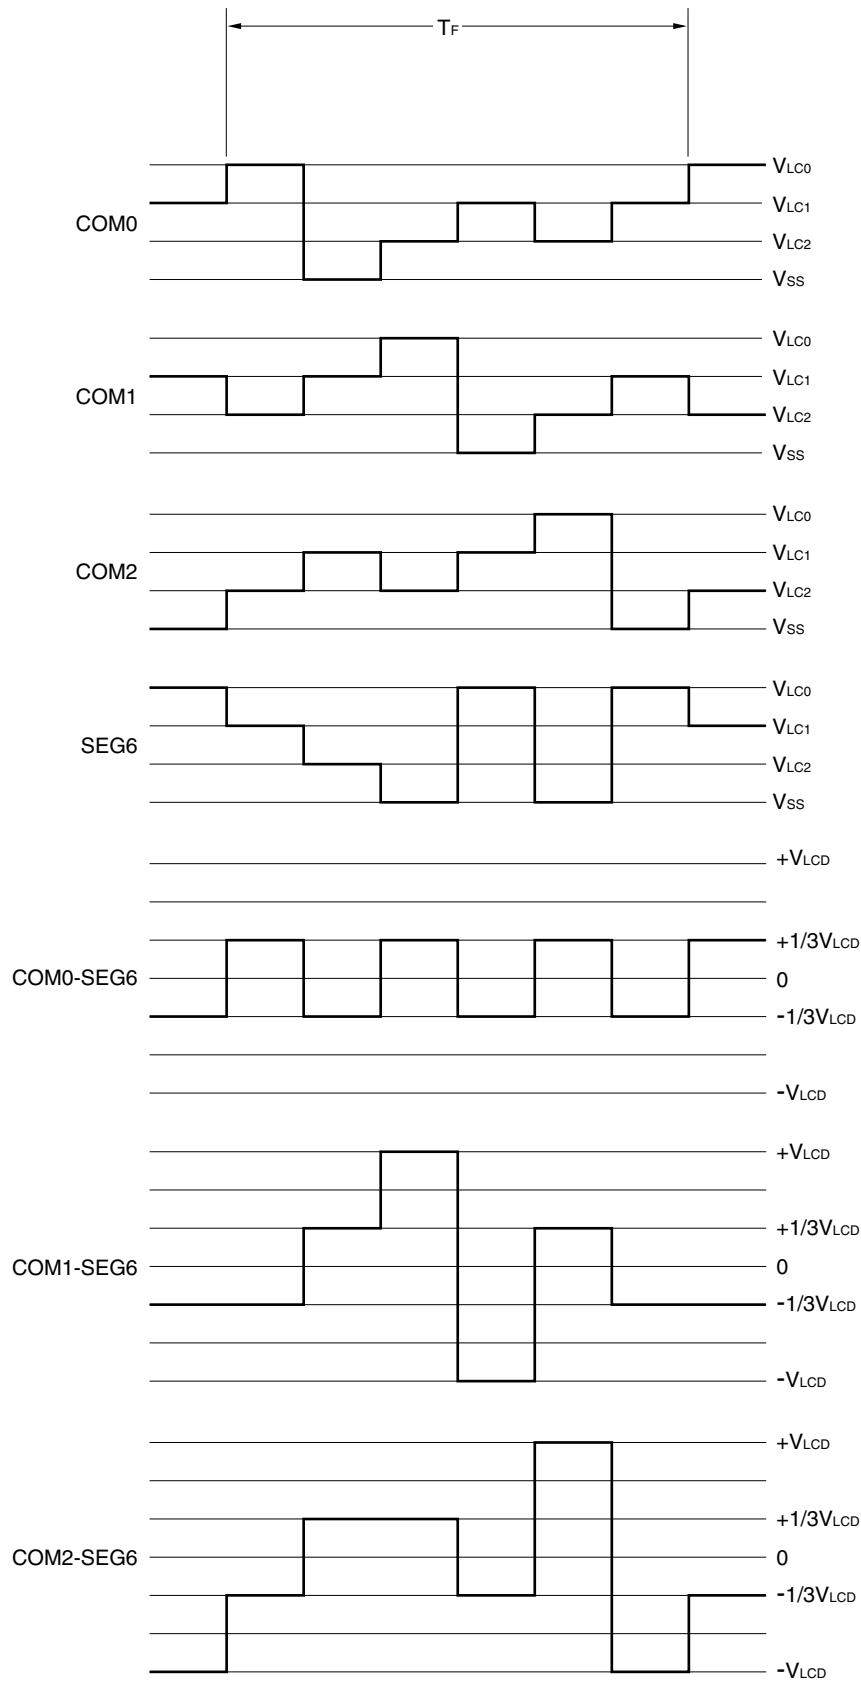 TF
COM0
VLC0
VLC1
VLC2
VSS
COM1
VLC0
VLC1
VLC2
VSS
COM2
VLC0
VLC1
VLC2
VSS
SEG6
VLC0
VLC1
VLC2
VSS
COM0-SEG6
+VLCD
+1/3VLCD
0
-1/3VLCD
-VLCD
COM1-SEG6
+VLCD
+1/3VLCD
0
-1/3VLCD
-VLCD
COM2-SEG6
+VLCD
+1/3VLCD
0
-1/3VLCD
-VLCD